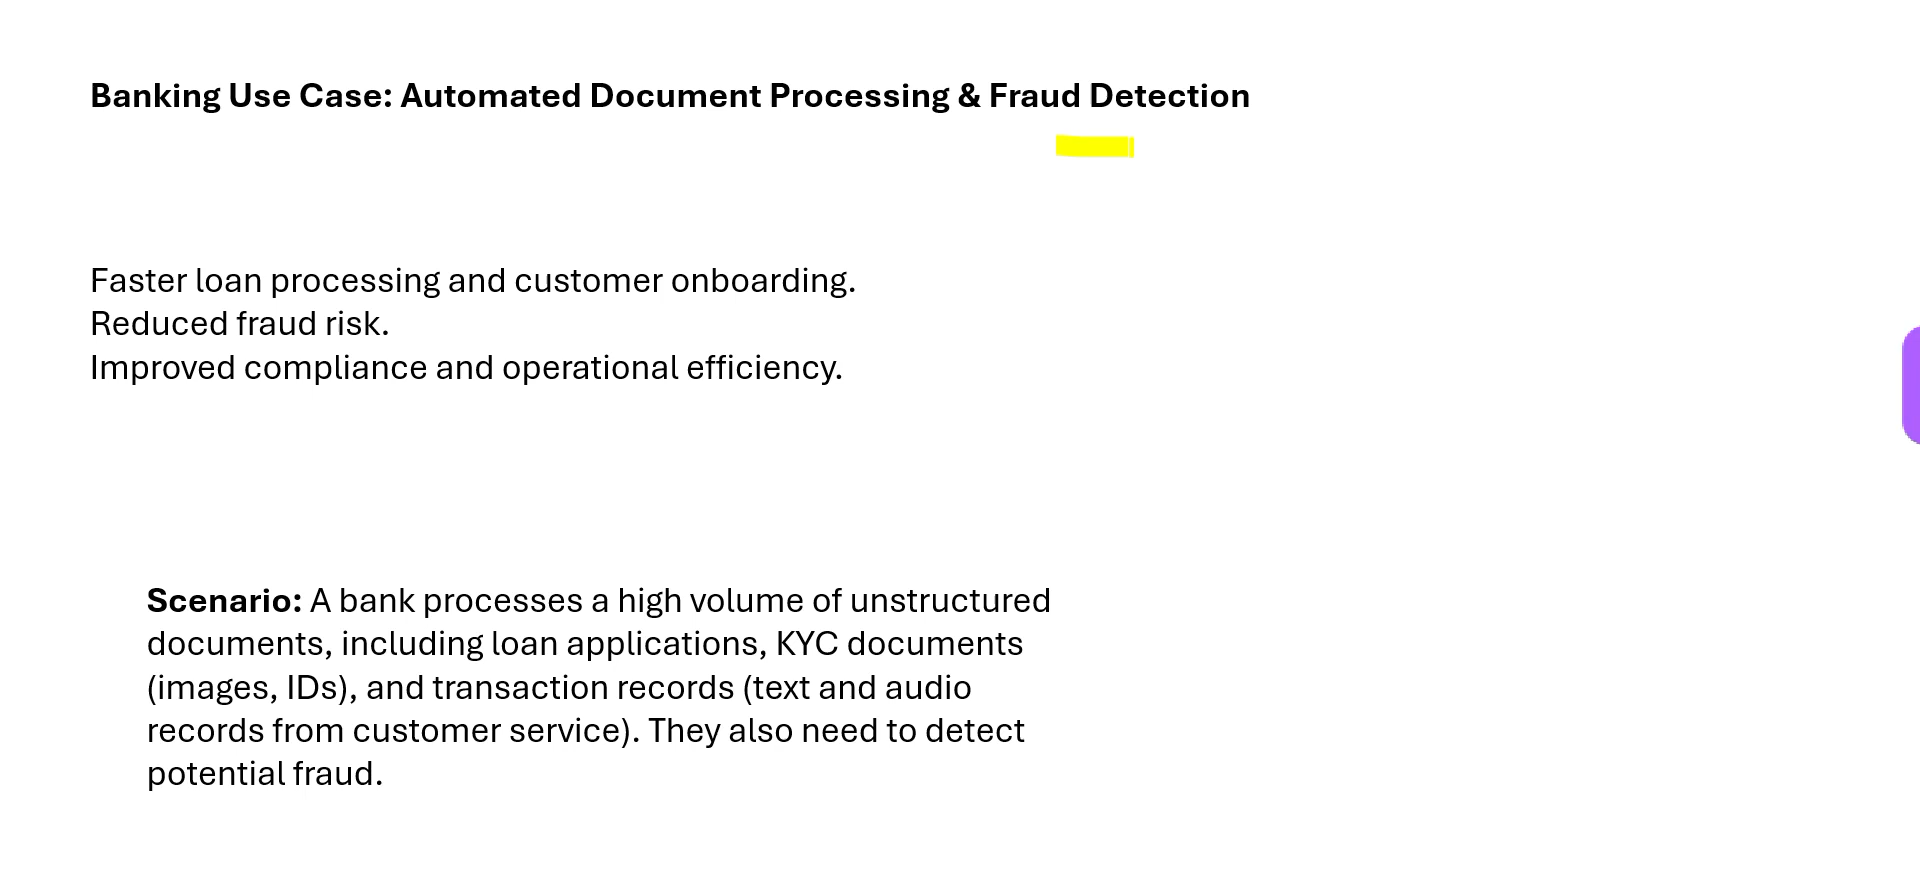 Banking Use Case: Automated Document Processing & Fraud Detection
Faster loan processing and customer onboarding.
Reduced fraud risk.
Improved compliance and operational efficiency.
Scenario: A bank processes a high volume of unstructured
documents, including loan applications, KYC documents
(images, IDs), and transaction records (text and audio
records from customer service). They also need to detect
potential fraud.